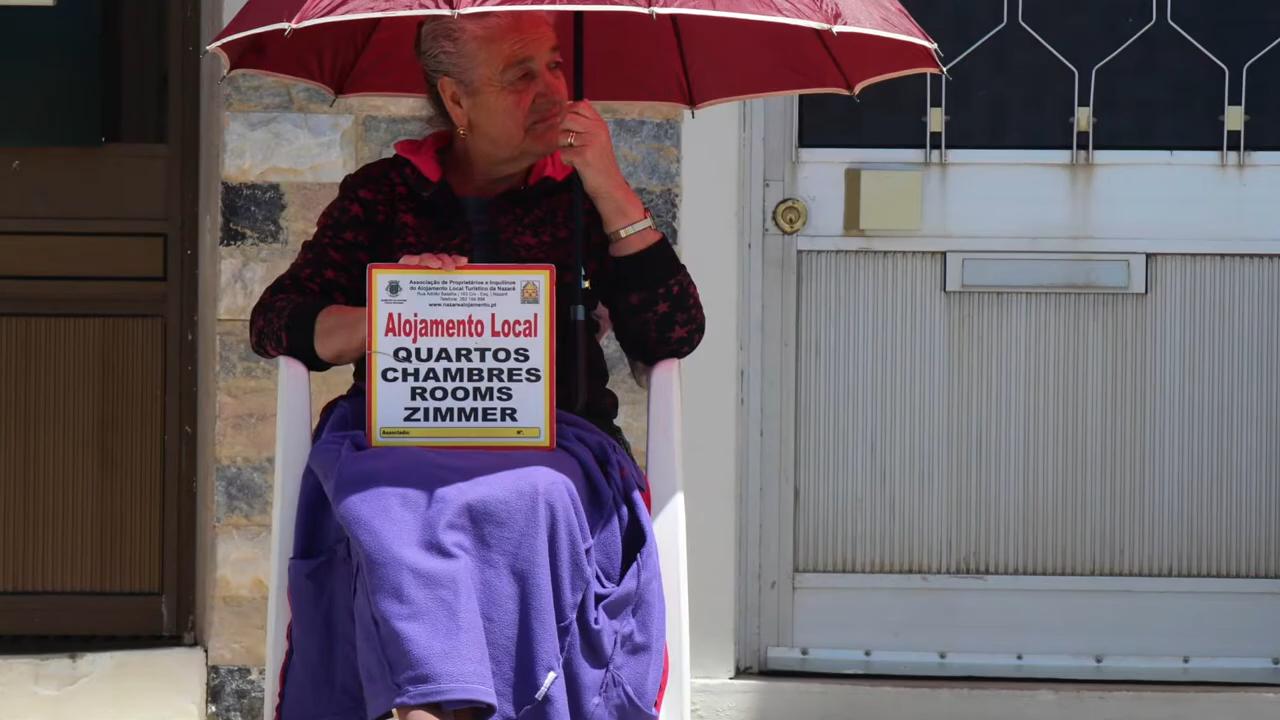 Associação de Proprietários e Inquilinos
do Alojamento Local Turístico da Nazaré
www.nazarealojamento.pt
Alojamento Local
QUARTOS
CHAMBRES
ROOMS
ZIMMER
Associado: Nº.